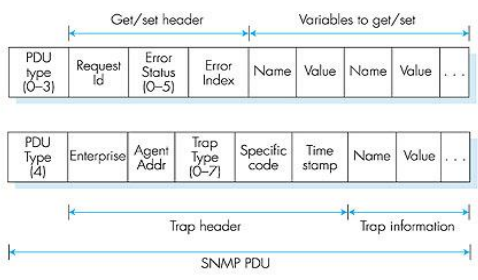 Get/set header Variables to get/set
PDU type (0–3) Request Id Error Status (0–5) Error Index Name Value Name Value . . .
PDU Type (4) Enterprise Agent Addr Trap Type (0–7) Specific code Time stamp Name Value . . .
Trap header Trap information
SNMP PDU